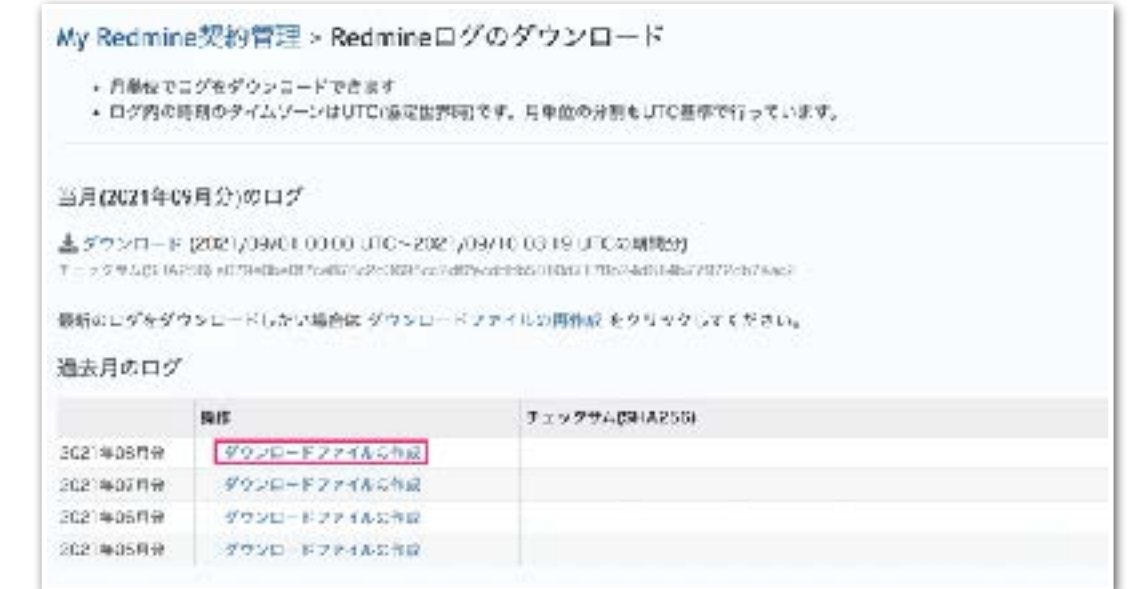 My Redmine契約管理 > Redmineログのダウンロード
• 月単位でログをダウンロードできます
• ログ内の時刻のタイムゾーンはUTC(協定世界時)です。月単位の分割もUTC基準で行っています。
当月(2021年09月分)のログ
ダウンロード (2021/09/01 00:00 UTC~2021/09/10 03:19 UTCの期間分)
チェックサム(SHA256)
最新のログをダウンロードしたい場合は ダウンロードファイルの再作成 をクリックしてください。
過去月のログ
操作 チェックサム(SHA256)
2021年08月分 ダウンロードファイルの作成
2021年07月分 ダウンロードファイルの作成
2021年06月分 ダウンロードファイルの作成
2021年05月分 ダウンロードファイルの作成